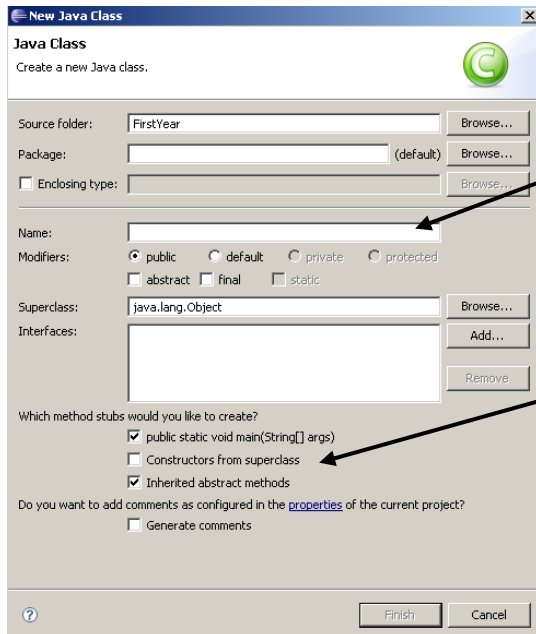 New Java Class
Java Class
Create a new Java class.
C
Source folder: FirstYear Browse...
Package: (default) Browse...
Enclosing type: Browse...
Name:
Modifiers: public default private protected
abstract final static
Superclass: java.lang.Object Browse...
Interfaces: Add...
Remove
Which method stubs would you like to create?
public static void main(String[] args)
Constructors from superclass
Inherited abstract methods
Do you want to add comments as configured in the properties of the current project?
Generate comments
? Finish Cancel